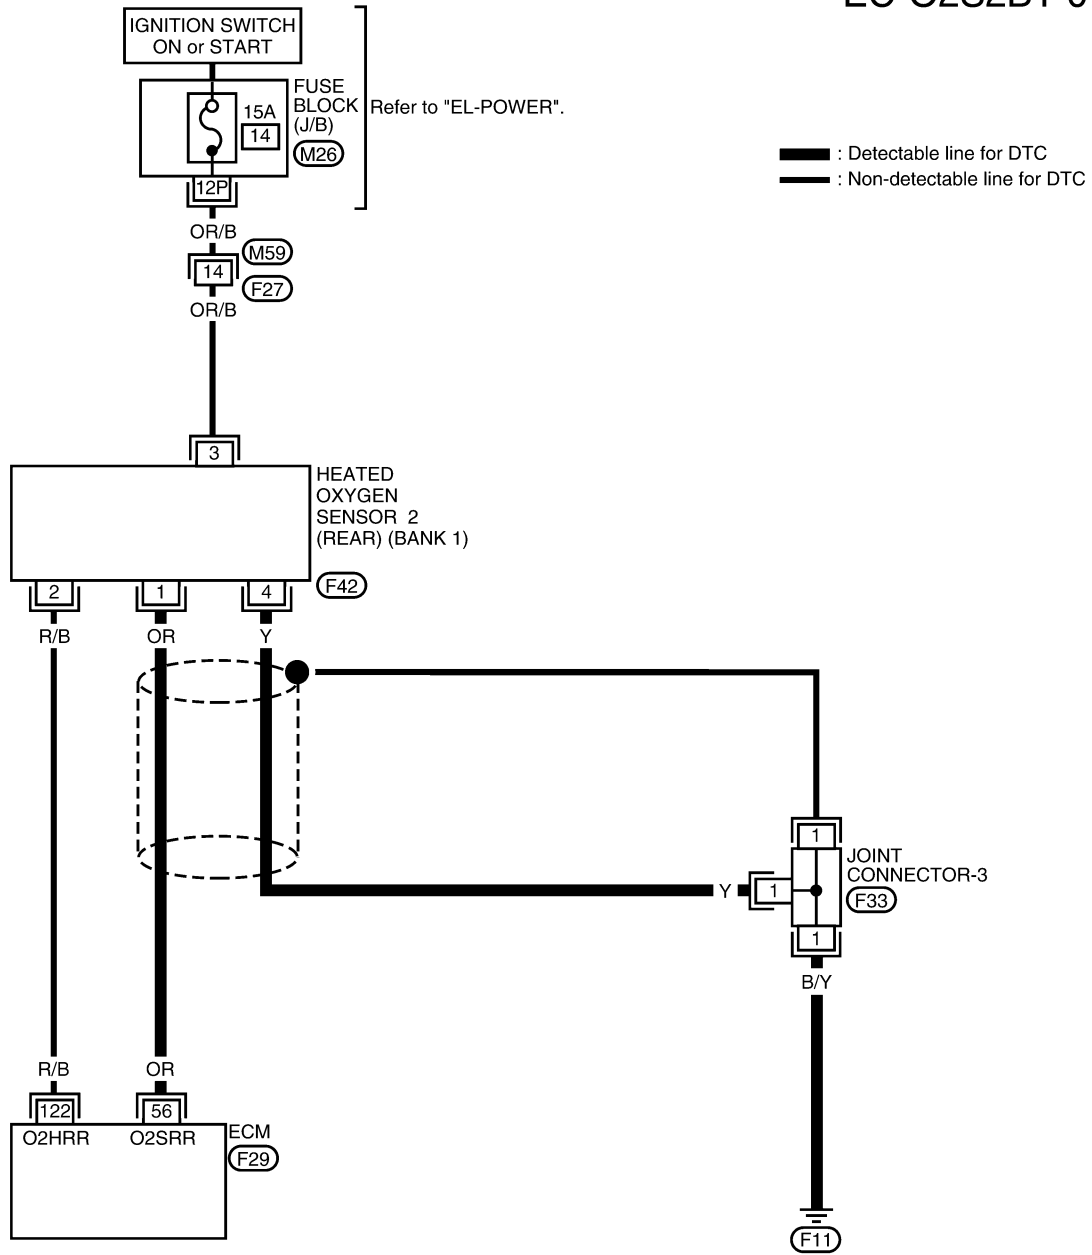 IGNITION SWITCH
ON or START
FUSE
BLOCK
(J/B)
Refer to "EL-POWER".
15A
14
M26
12P
: Detectable line for DTC
: Non-detectable line for DTC
OR/B
M59
14
F27
OR/B
3
HEATED
OXYGEN
SENSOR 2
(REAR) (BANK 1)
2
1
4
F42
R/B
OR
Y
1
JOINT
CONNECTOR-3
Y
1
F33
1
B/Y
R/B
OR
122
56
O2HRR
O2SRR
ECM
F29
F11